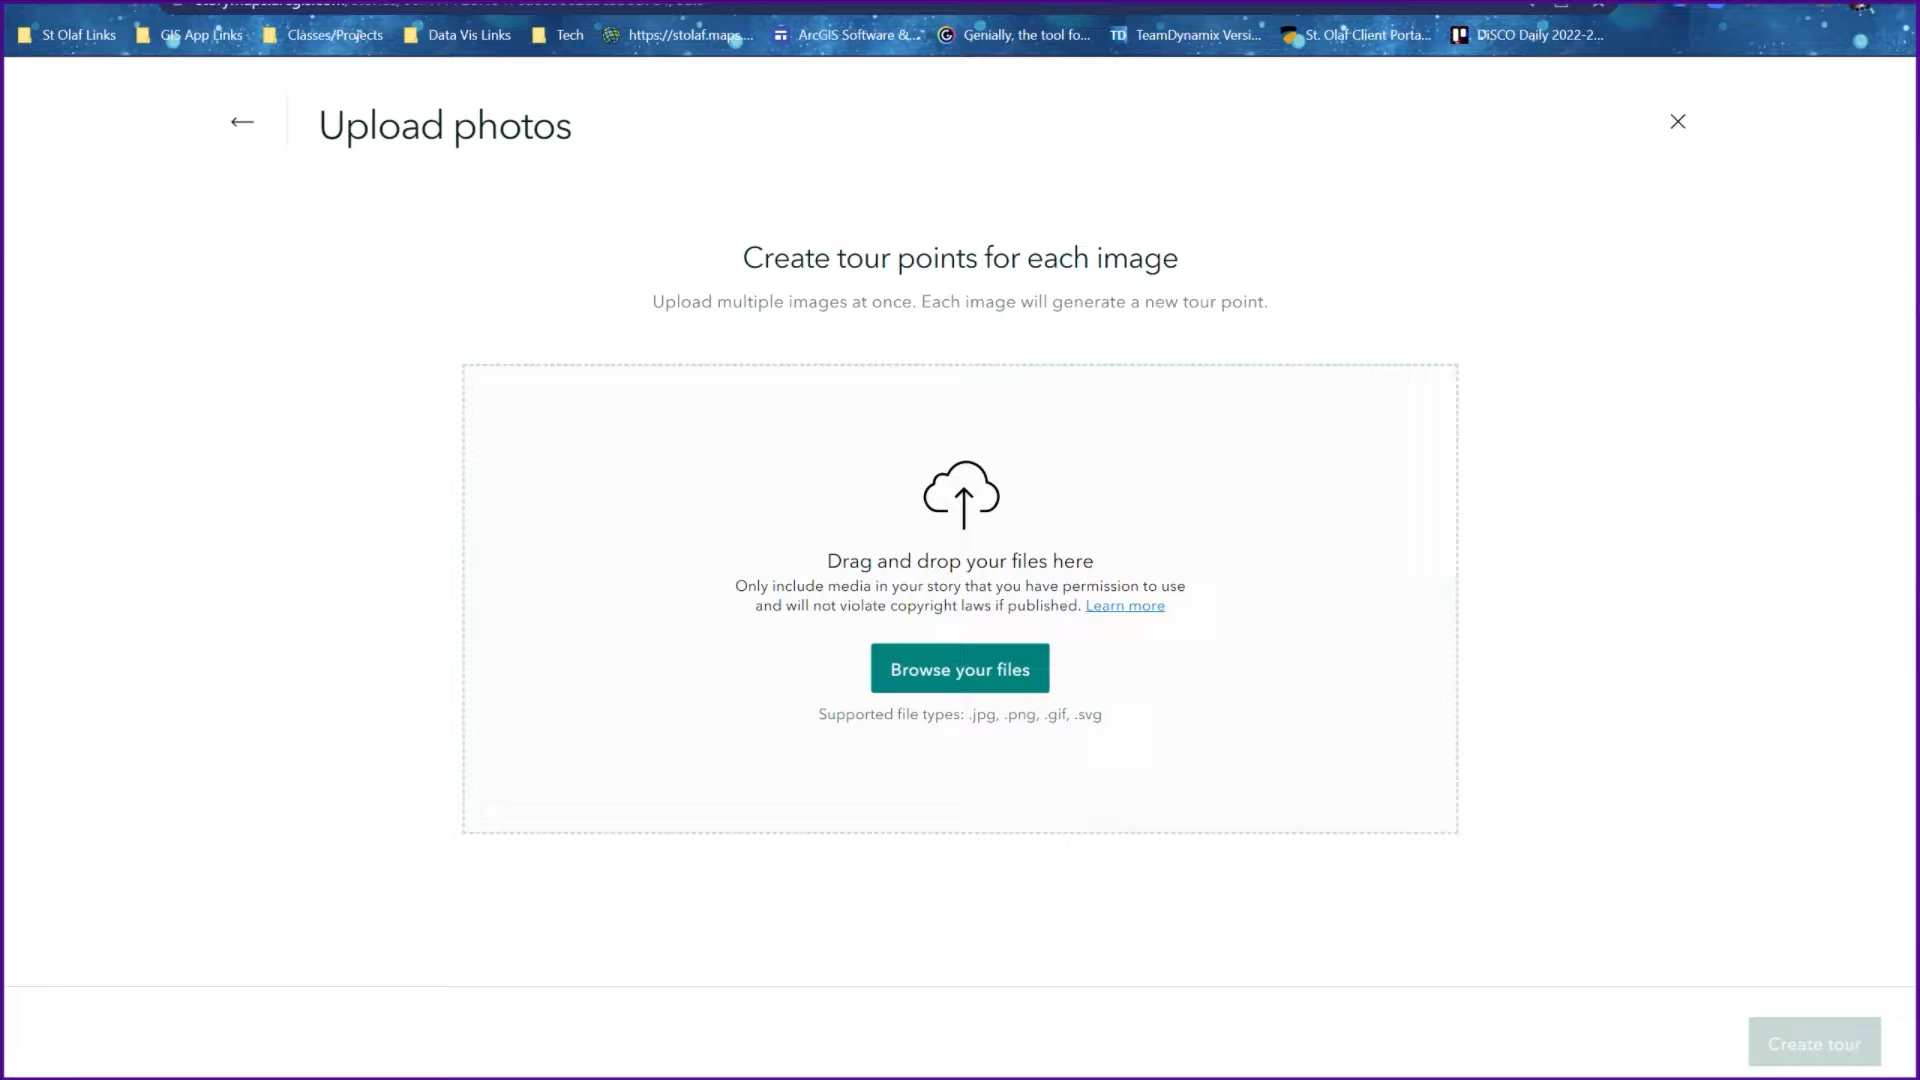 St Olaf Links GIS App Links Classes/Projects Data Vis Links Tech https://stolaf.maps.... ArcGIS Software &... Genially, the tool fo... TD TeamDynamix Versi... St. Olaf Client Porta... DiSCO Daily 2022-2...
Upload photos
Create tour points for each image
Upload multiple images at once. Each image will generate a new tour point.
Drag and drop your files here
Only include media in your story that you have permission to use
and will not violate copyright laws if published. Learn more
Browse your files
Supported file types: .jpg, .png, .gif, .svg
Create tour